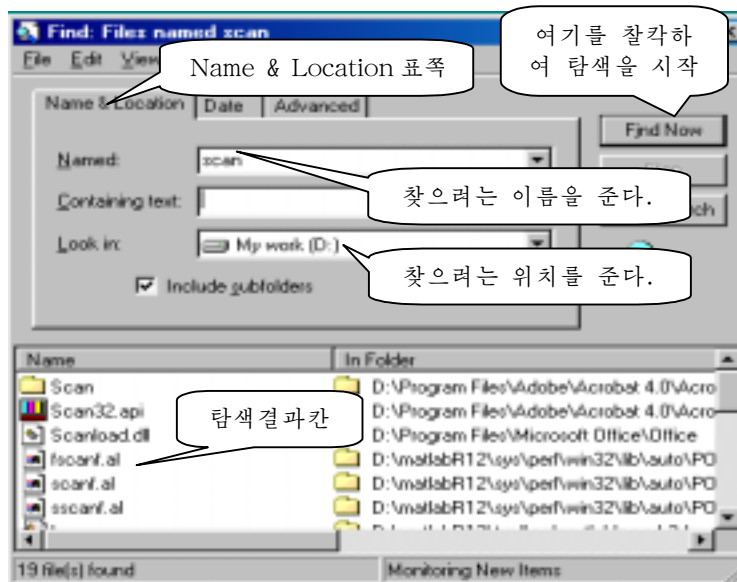 Find: Files named scan
여기를 찰칵하
여 탐색을 시작
File Edit View
Name & Location 표쪽
Name & Location Date Advanced
Find Now
Named: scan
Containing text:
찾으려는 이름을 준다.
Look in: My work (D:)
찾으려는 위치를 준다.
Include subfolders
Name In Folder
Scan D:\Program Files\Adobe\Acrobat 4.0\Acro
Scan32.api D:\Program Files\Adobe\Acrobat 4.0\Acro
탐색결과칸
Scanload.dll D:\Program Files\Microsoft Office\Office
fscanf.al D:\matlabR12\sys\perl\win32\lib\auto\PO
scanf.al D:\matlabR12\sys\perl\win32\lib\auto\PO
sscanf.al D:\matlabR12\sys\perl\win32\lib\auto\PO
19 file(s) found Monitoring New Items